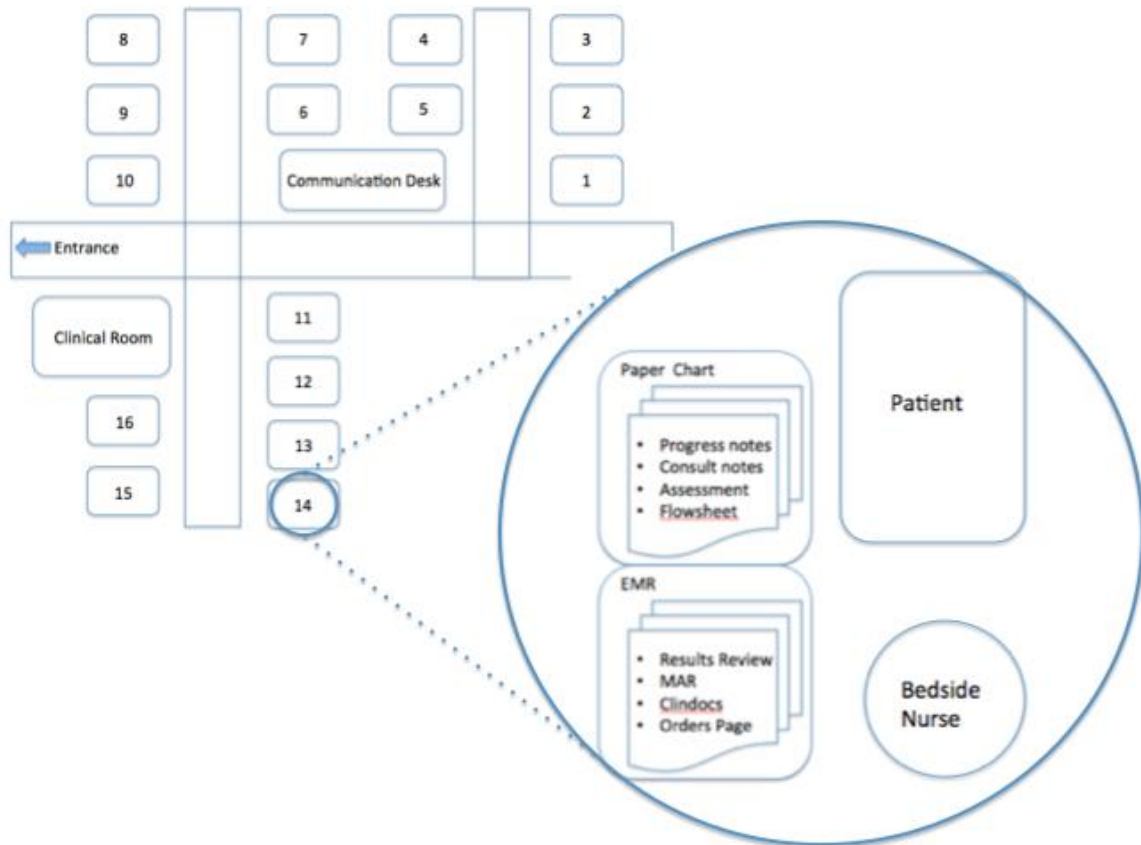 8
7
4
3
9
6
5
2
10
Communication Desk
1
Entrance
Clinical Room
11
12
16
13
15
14
Paper Chart
• Progress notes
• Consult notes
• Assessment
• Flowsheet
Patient
EMR
• Results Review
• MAR
• Clindocs
• Orders Page
Bedside
Nurse